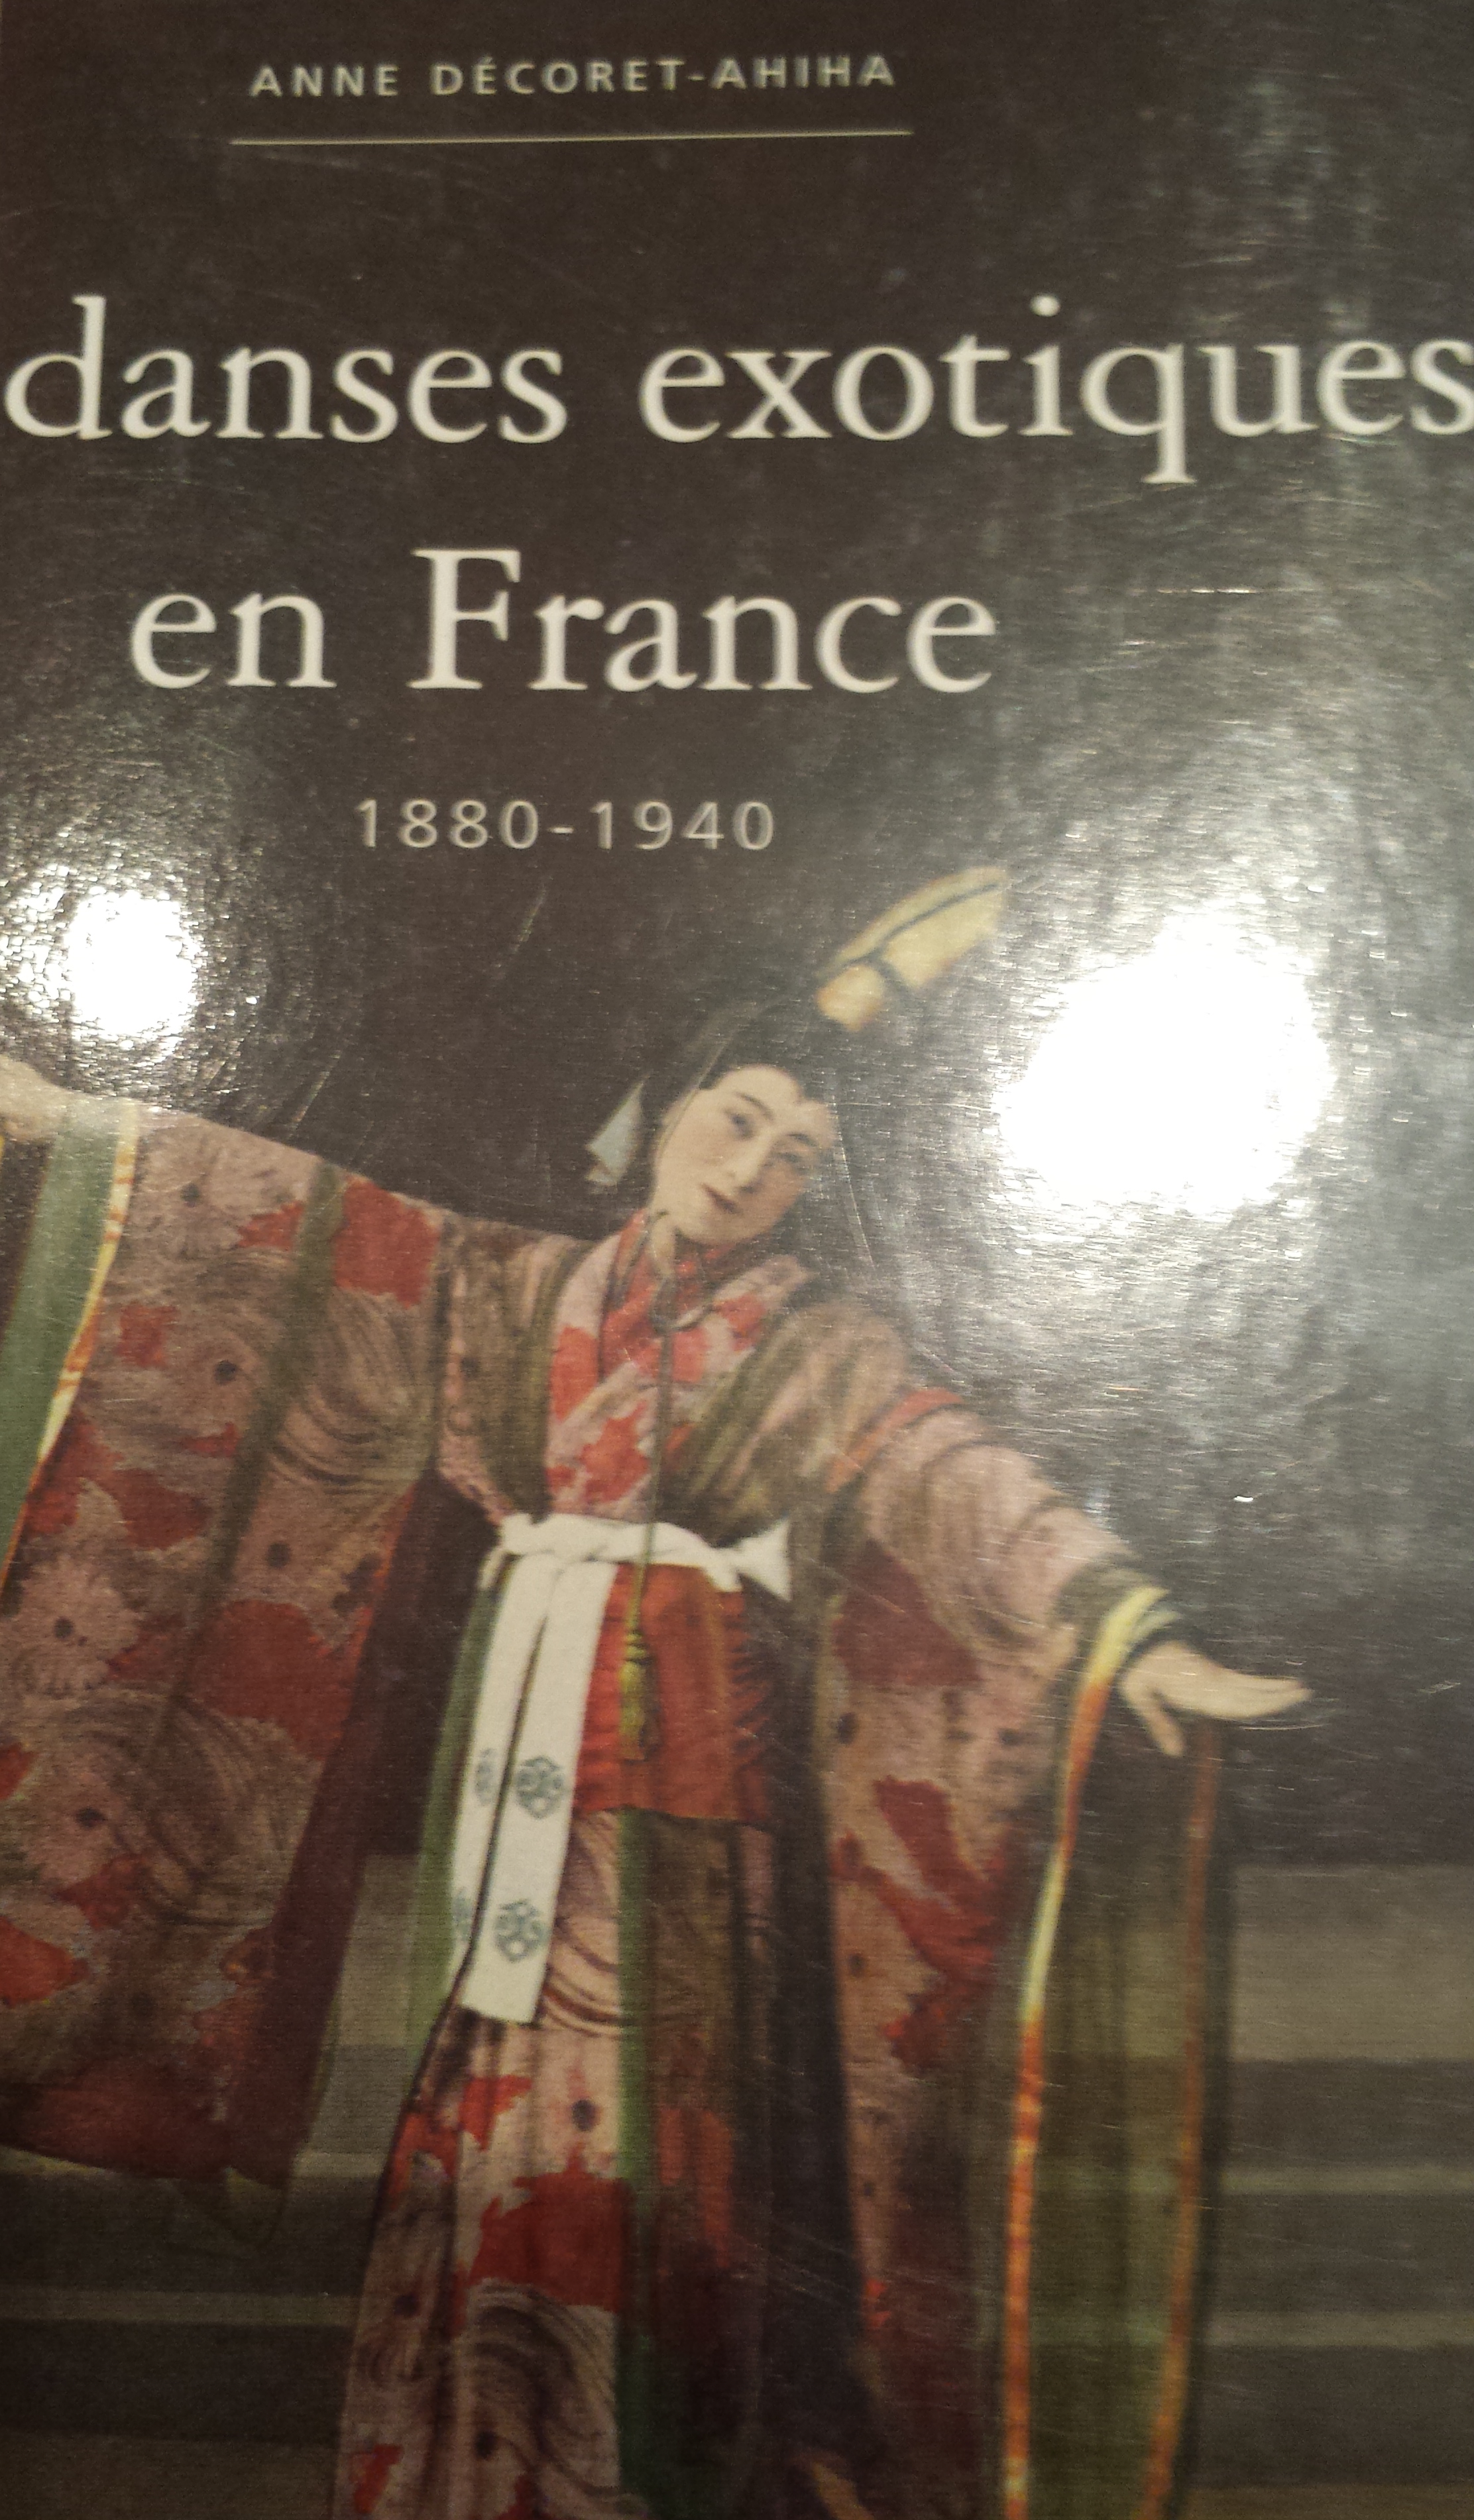 ANNE DÉCORET-AHIHA
danses exotiques
en France
1880-1940